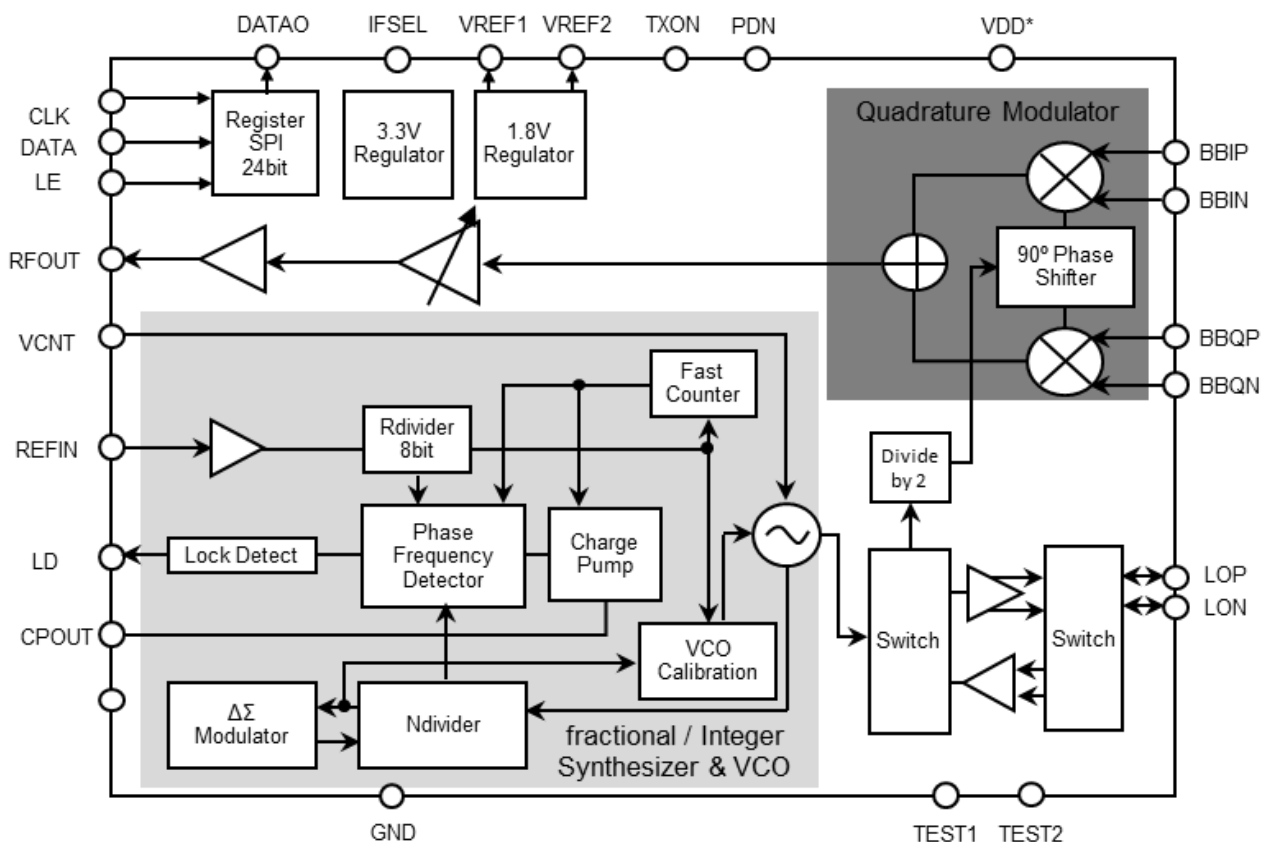 DATAO
IFSEL
VREF1
VREF2
TXON
PDN
VDD*
CLK
DATA
LE
Register
SPI
24bit
3.3V
Regulator
1.8V
Regulator
Quadrature Modulator
BBIP
BBIN
90º Phase
Shifter
BBQP
BBQN
RFOUT
VCNT
REFIN
LD
CPOUT
Fast
Counter
Rdivider
8bit
Phase
Frequency
Detector
Charge
Pump
Lock Detect
VCO
Calibration
ΔΣ
Modulator
Ndivider
fractional / Integer
Synthesizer & VCO
Divide
by 2
Switch
Switch
LOP
LON
GND
TEST1
TEST2